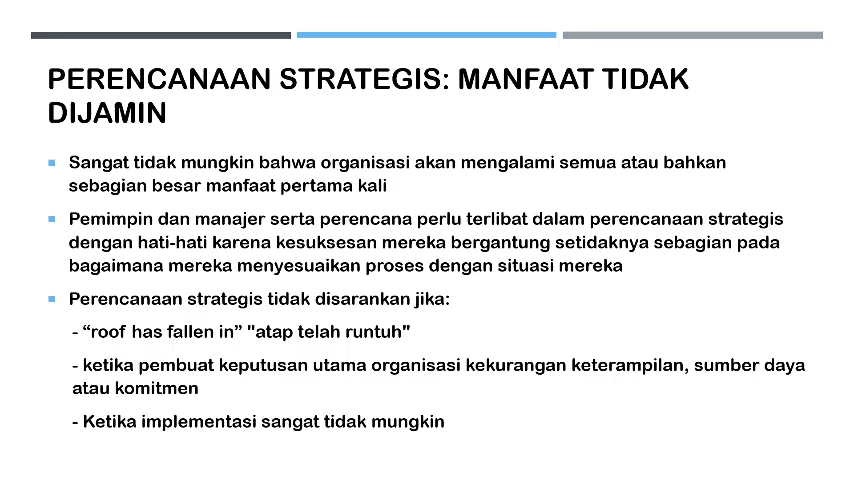 PERENCANAAN STRATEGIS: MANFAAT TIDAK
DIJAMIN
▪ Sangat tidak mungkin bahwa organisasi akan mengalami semua atau bahkan
sebagian besar manfaat pertama kali
▪ Pemimpin dan manajer serta perencana perlu terlibat dalam perencanaan strategis
dengan hati-hati karena kesuksesan mereka bergantung setidaknya sebagian pada
bagaimana mereka menyesuaikan proses dengan situasi mereka
▪ Perencanaan strategis tidak disarankan jika:
- “roof has fallen in” "atap telah runtuh"
- ketika pembuat keputusan utama organisasi kekurangan keterampilan, sumber daya
atau komitmen
- Ketika implementasi sangat tidak mungkin